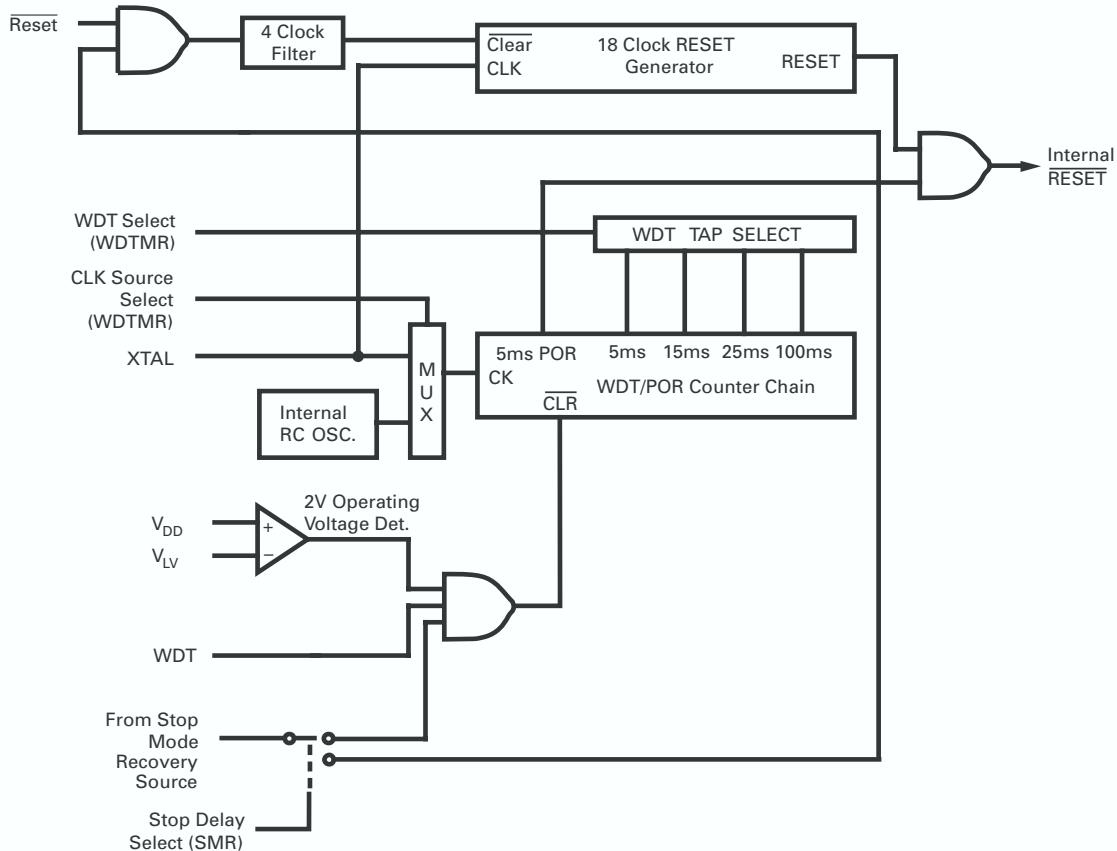 Reset
4 Clock
Filter
Clear
CLK
18 Clock RESET
Generator
RESET
Internal
RESET
WDT Select
(WDTMR)
WDT TAP SELECT
CLK Source
Select
(WDTMR)
XTAL
MUX
5ms POR
5ms
15ms
25ms
100ms
CK
WDT/POR Counter Chain
CLR
Internal
RC OSC.
2V Operating
Voltage Det.
VDD
+
VLV
−
WDT
From Stop
Mode
Recovery
Source
Stop Delay
Select (SMR)